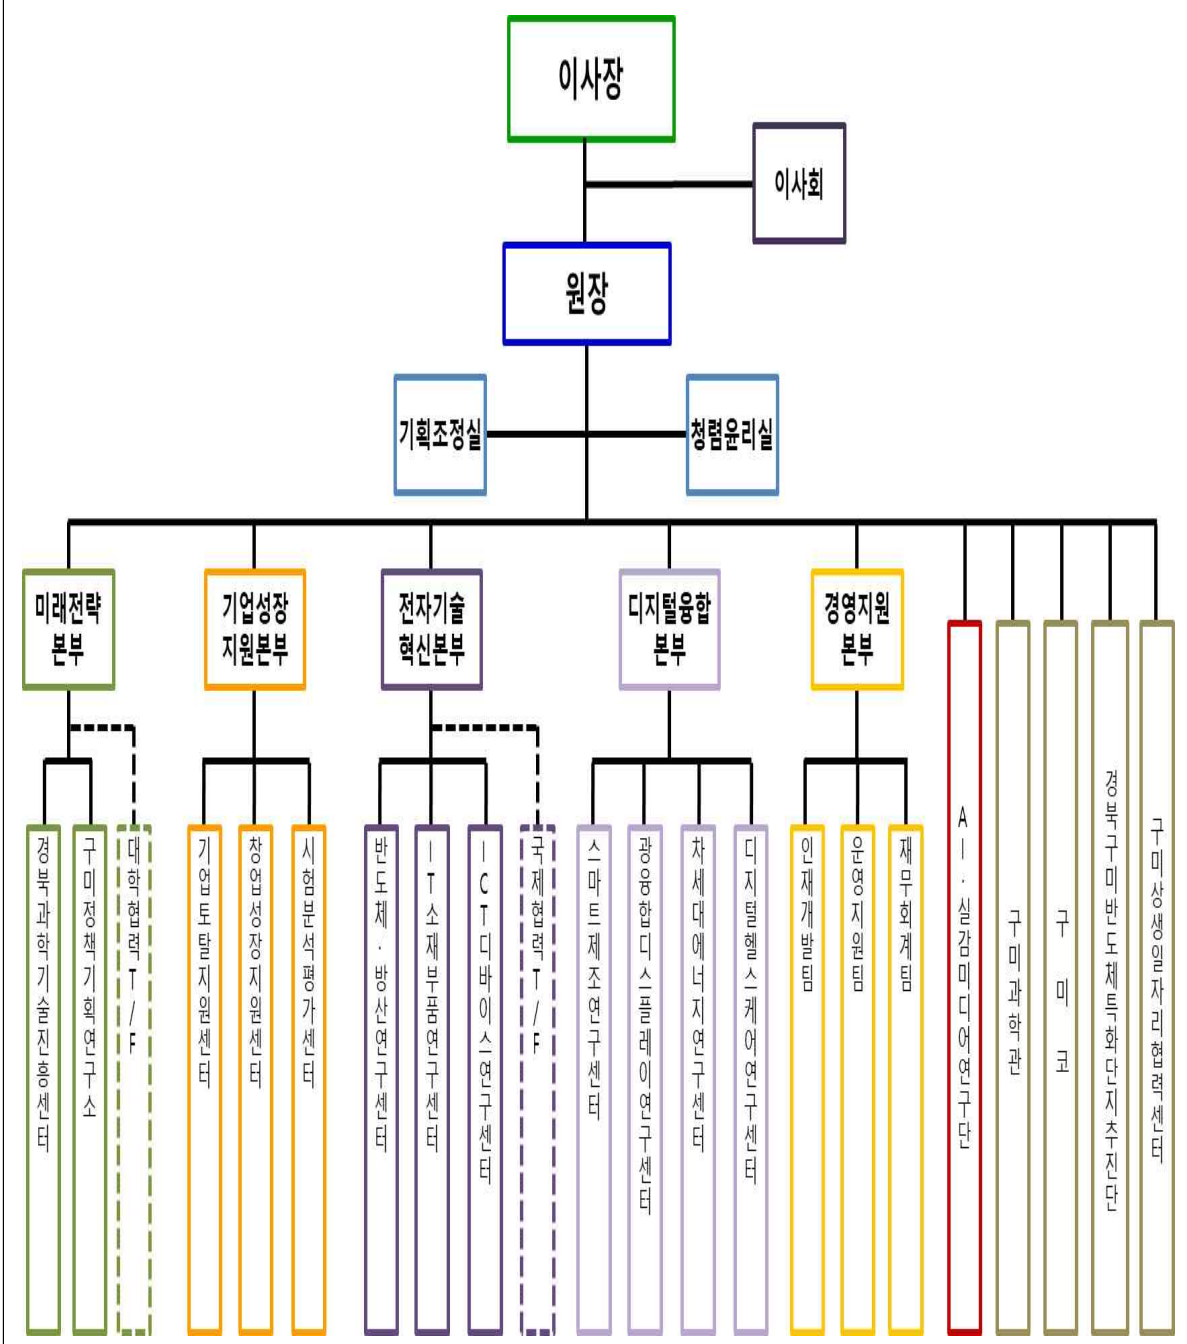 이사장
이사회
원장
기획조정실
청렴윤리실
미래전략
본부
기업성장
지원본부
전자기술
혁신본부
디지털융합
본부
경영지원
본부
경북과학기술진흥센터
구미정책기획연구소
대학협력T/F
기업토탈지원센터
창업성장지원센터
시험분석평가센터
반도체·방산연구센터
IT소재부품연구센터
ICT디바이스연구센터
국제협력T/F
스마트제조연구센터
광융합디스플레이연구센터
차세대에너지연구센터
디지털헬스케어연구센터
인재개발팀
운영지원팀
재무회계팀
AI·실감미디어연구단
구미과학관
구미코
경북구미반도체특화단지추진단
구미상생일자리협력센터